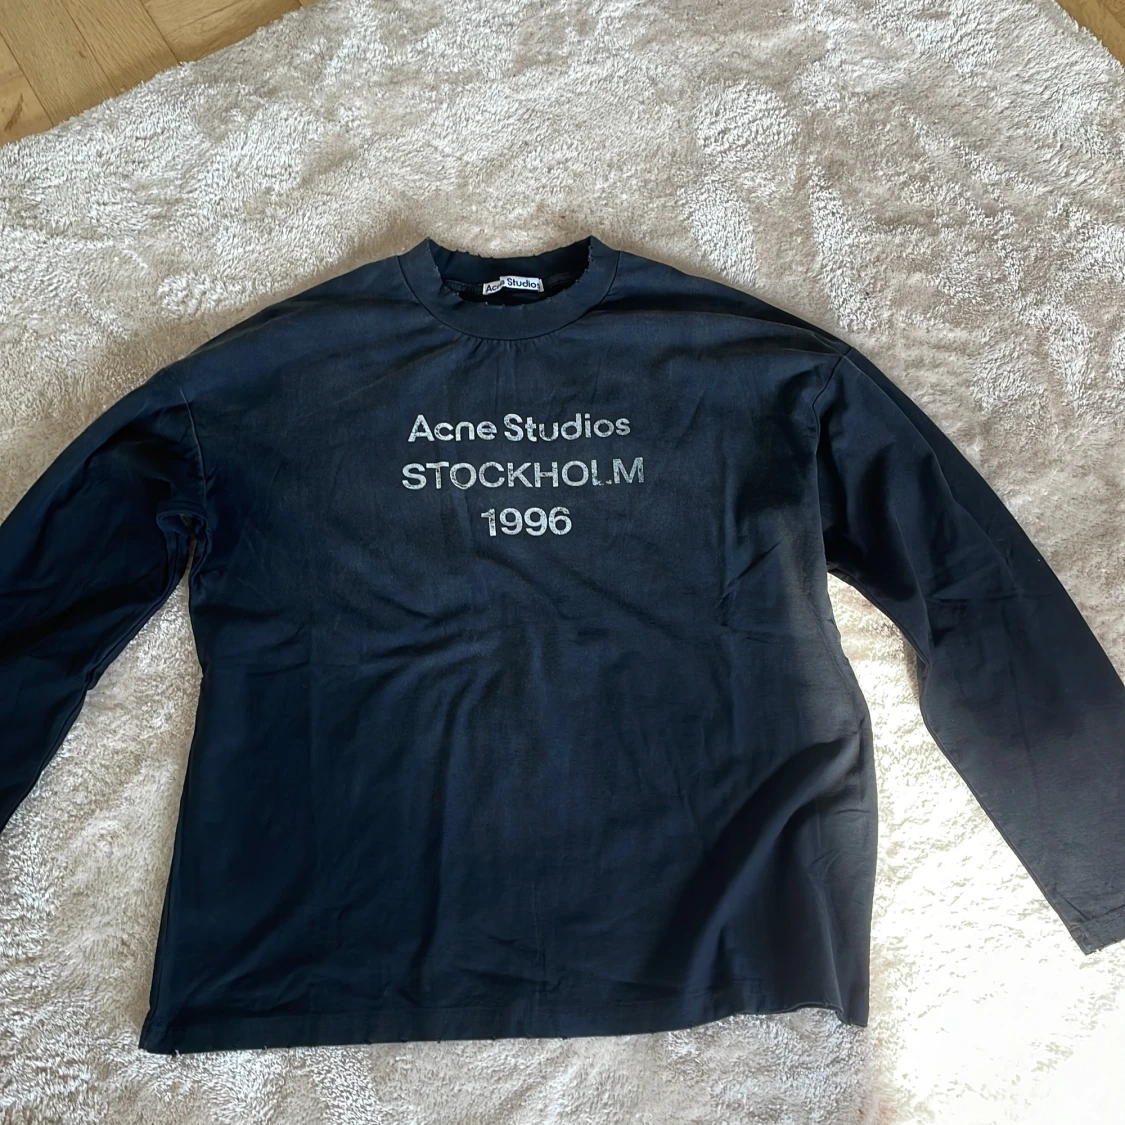 Acne Studios
Acne Studios
STOCKHOLM
1996